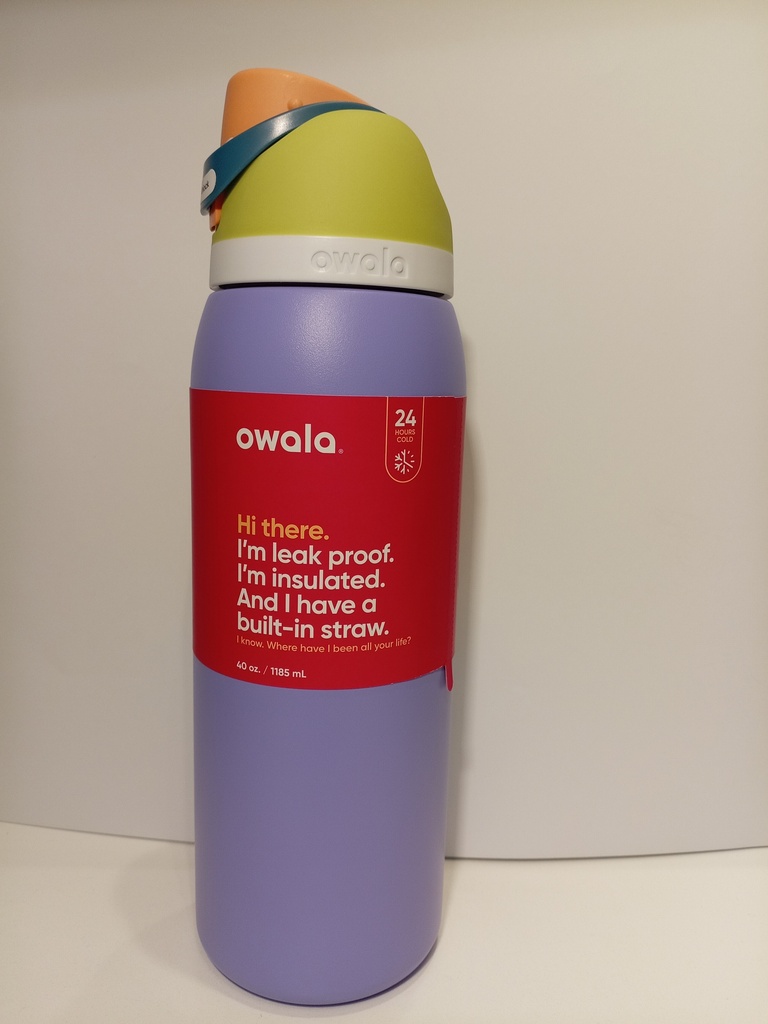 owala
owala
24
HOURS
COLD
Hi there.
I'm leak proof.
I'm insulated.
And I have a
built-in straw.
I know. Where have I been all your life?
40 oz. / 1185 mL